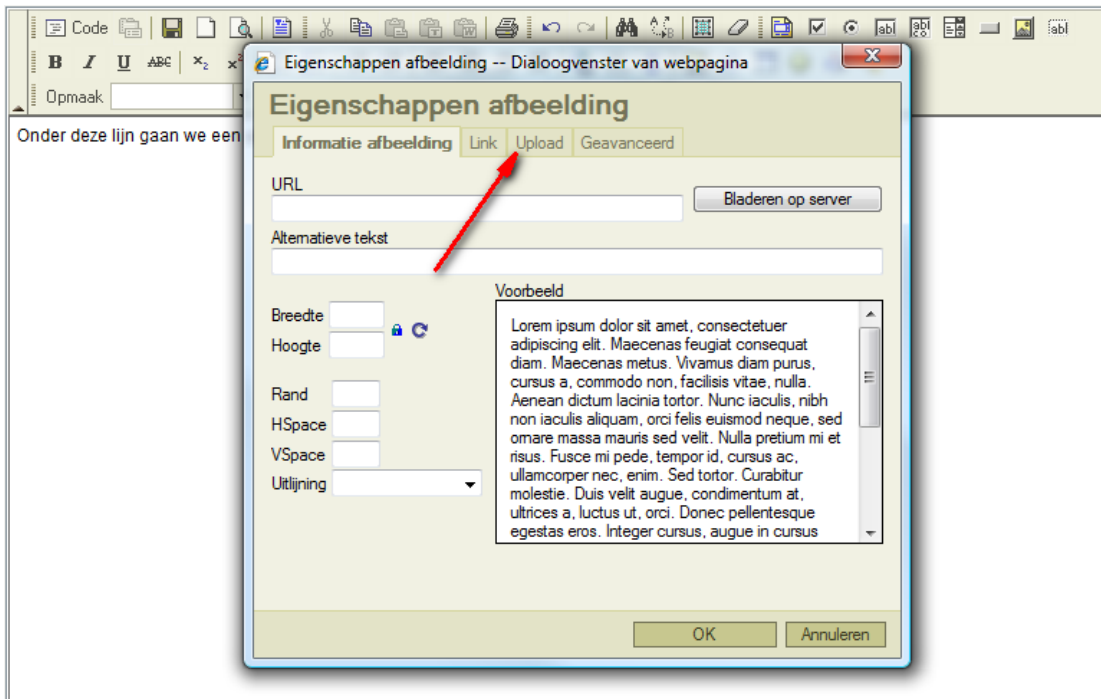 Code
B I U ABC x₂ x²
Opmaak
Onder deze lijn gaan we een
Eigenschappen afbeelding -- Dialoogvenster van webpagina
Eigenschappen afbeelding
Informatie afbeelding Link Upload Geavanceerd
URL
Bladeren op server
Alternatieve tekst
Voorbeeld
Breedte
Hoogte
Rand
HSpace
VSpace
Uitlijning
Lorem ipsum dolor sit amet, consectetuer
adipiscing elit. Maecenas feugiat consequat
diam. Maecenas metus. Vivamus diam purus,
cursus a, commodo non, facilisis vitae, nulla.
Aenean dictum lacinia tortor. Nunc iaculis, nibh
non iaculis aliquam, orci felis euismod neque, sed
ornare massa mauris sed velit. Nulla pretium mi et
risus. Fusce mi pede, tempor id, cursus ac,
ullamcorper nec, enim. Sed tortor. Curabitur
molestie. Duis velit augue, condimentum at,
ultrices a, luctus ut, orci. Donec pellentesque
egestas eros. Integer cursus, augue in cursus
OK Annuleren